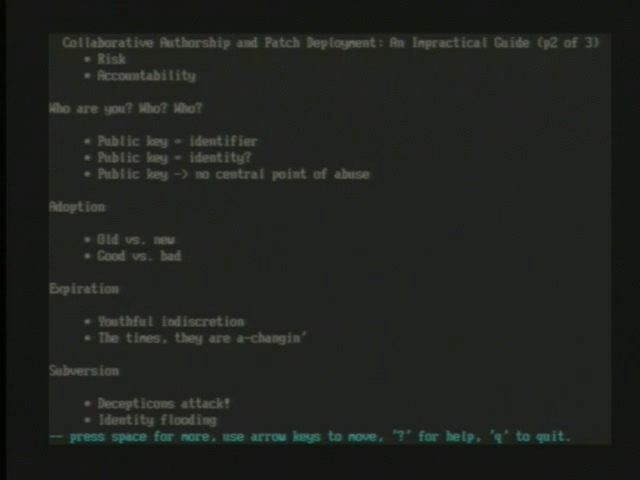 Collaborative Authorship and Patch Deployment: An Impractical Guide (p2 of 3)
* Risk
* Accountability
Who are you? Who? Who?
* Public key = identifier
* Public key = identity?
* Public key -> no central point of abuse
Adoption
* Old vs. new
* Good vs. bad
Expiration
* Youthful indiscretion
* The times, they are a-changin'
Subversion
* Decepticons attack!
* Identity flooding
-- press space for more, use arrow keys to move, '?' for help, 'q' to quit.